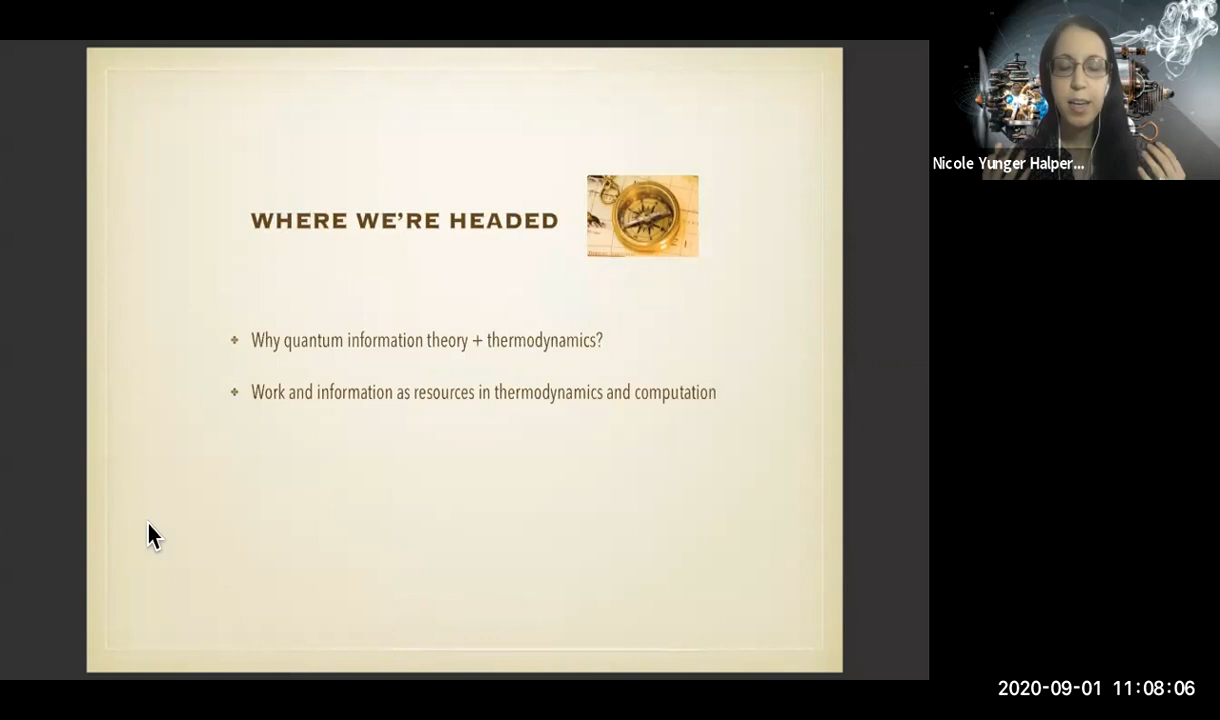 WHERE WE'RE HEADED
Why quantum information theory + thermodynamics?
Work and information as resources in thermodynamics and computation
Nicole Yunger Halper...
2020-09-01 11:08:06